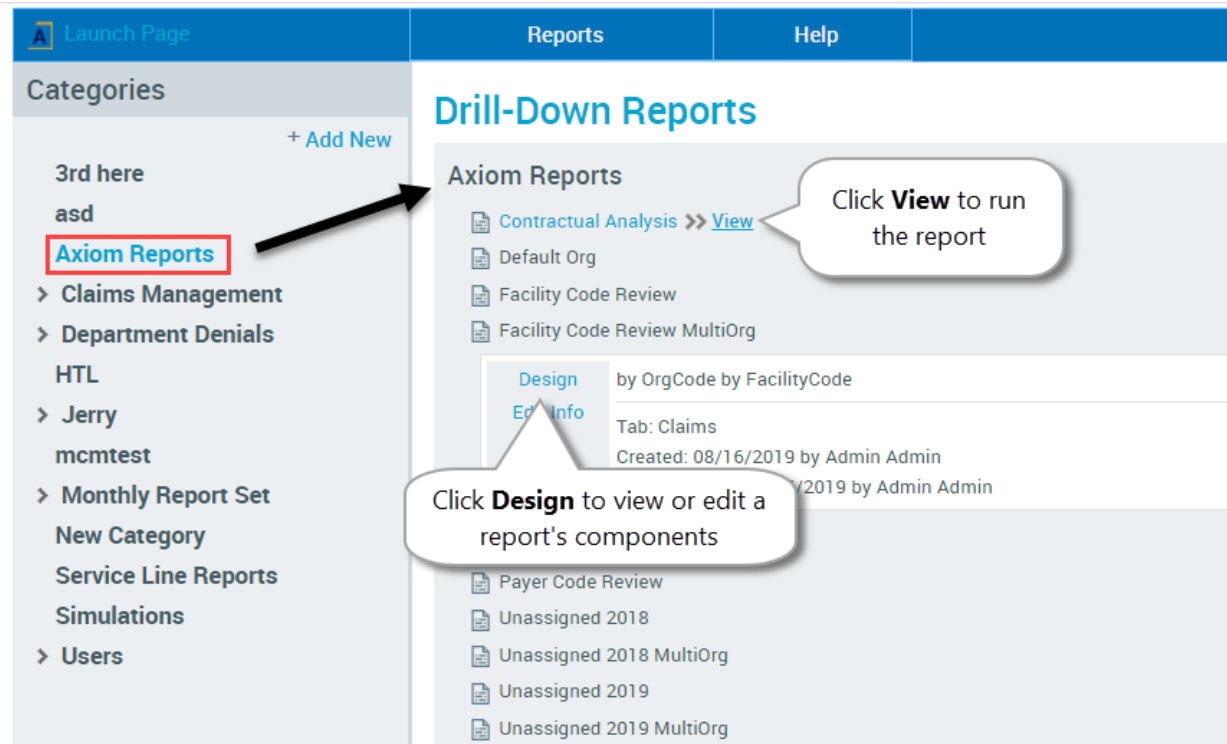 A Launch Page
Reports
Help
Categories
+ Add New
3rd here
asd
Axiom Reports
> Claims Management
> Department Denials
HTL
> Jerry
mcmtest
> Monthly Report Set
New Category
Service Line Reports
Simulations
> Users
Drill-Down Reports
Axiom Reports
Contractual Analysis >> View
Click View to run
the report
Default Org
Facility Code Review
Facility Code Review MultiOrg
Design
by OrgCode by FacilityCode
Info
Tab: Claims
Created: 08/16/2019 by Admin Admin
/2019 by Admin Admin
Click Design to view or edit a
report's components
Payer Code Review
Unassigned 2018
Unassigned 2018 MultiOrg
Unassigned 2019
Unassigned 2019 MultiOrg